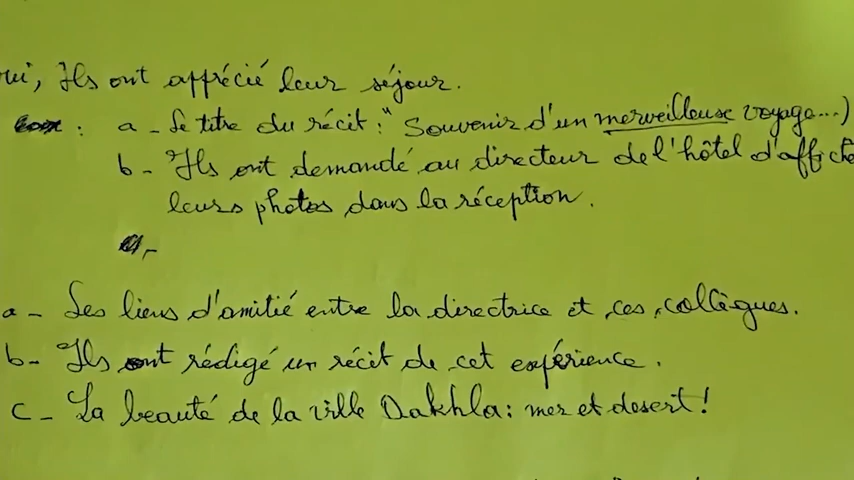 oui, Ils ont apprécié leur séjour.
: a - Le titre du récit : "Souvenir d'un merveilleuse voyage...)
b - Ils ont demandé au directeur de l'hôtel d'affiche
leurs photos dans la réception.
a - Les liens d'amitié entre la directrice et ces collègues.
b - Ils ont rédigé un récit de cet expérience.
c - La beauté de la ville Dakhla : mer et desert !